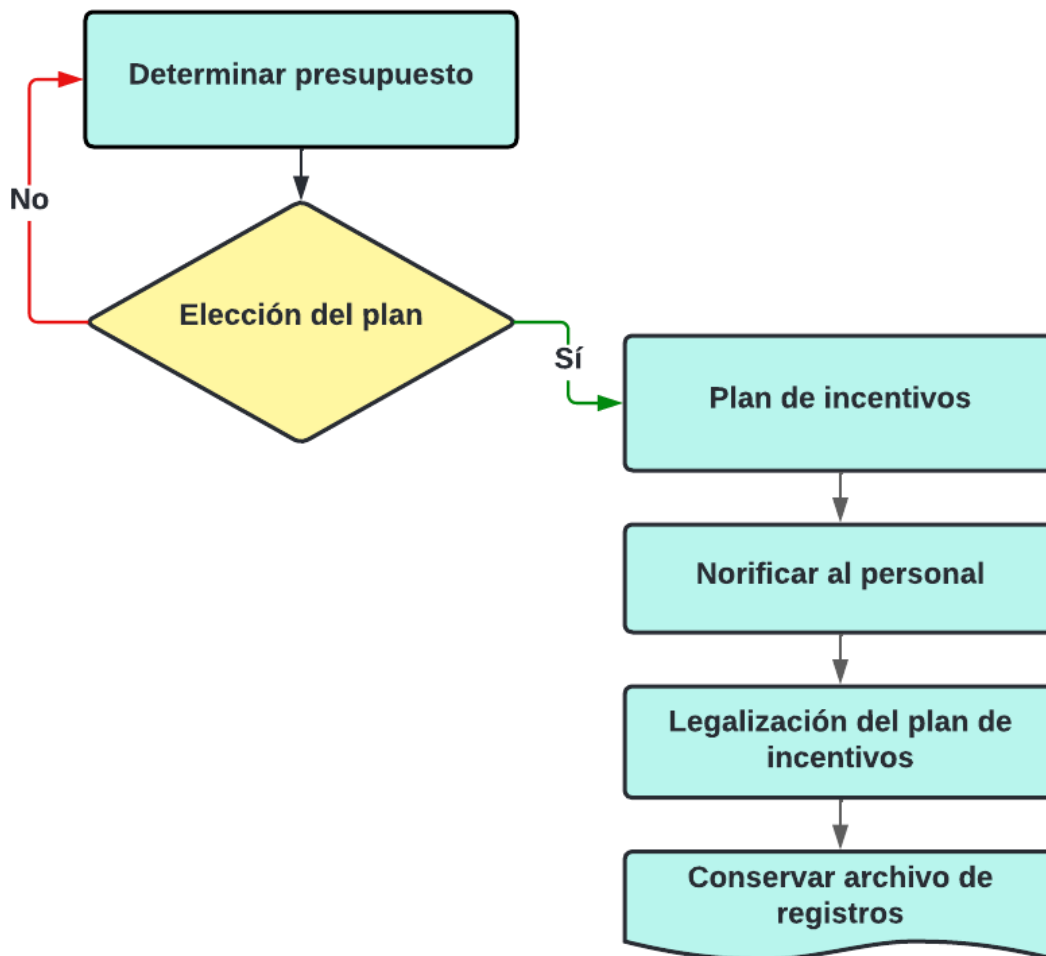 Determinar presupuesto
No
Elección del plan
Sí
Plan de incentivos
Norificar al personal
Legalización del plan de
incentivos
Conservar archivo de
registros